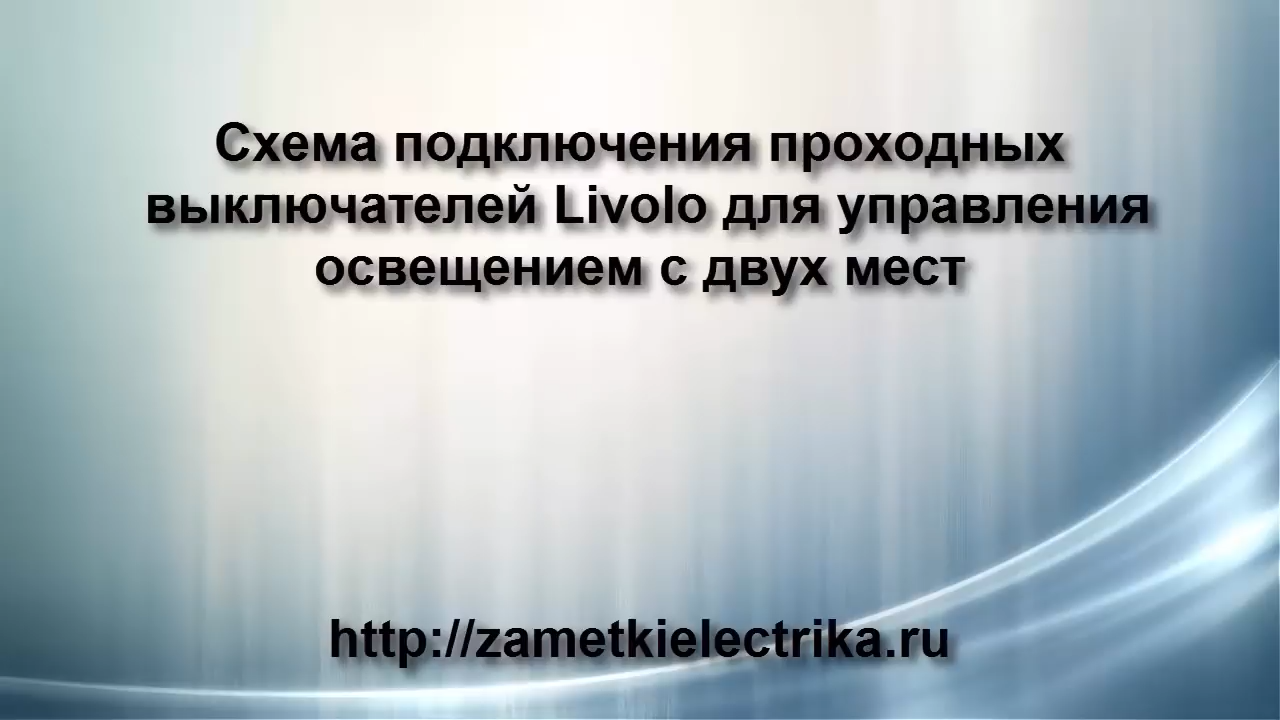 Схема подключения проходных
выключателей Livolo для управления
освещением с двух мест
http://zametkielectrika.ru